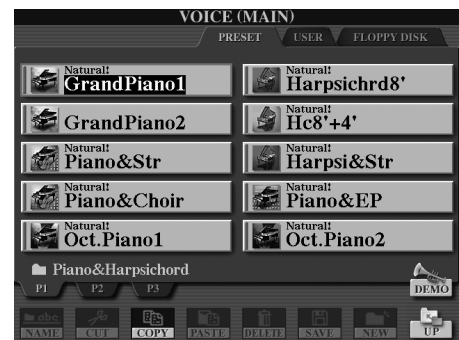 VOICE (MAIN)
PRESET USER FLOPPY DISK
Natural!
GrandPiano1
Natural!
Harpsichrd8'
GrandPiano2
Natural!
Hc8'+4'
Natural!
Piano&Str
Natural!
Harpsi&Str
Natural!
Piano&Choir
Natural!
Piano&EP
Natural!
Oct.Piano1
Natural!
Oct.Piano2
Piano&Harpsichord
P1 P2 P3
DEMO
abc
NAME CUT COPY PASTE DELETE SAVE NEW UP